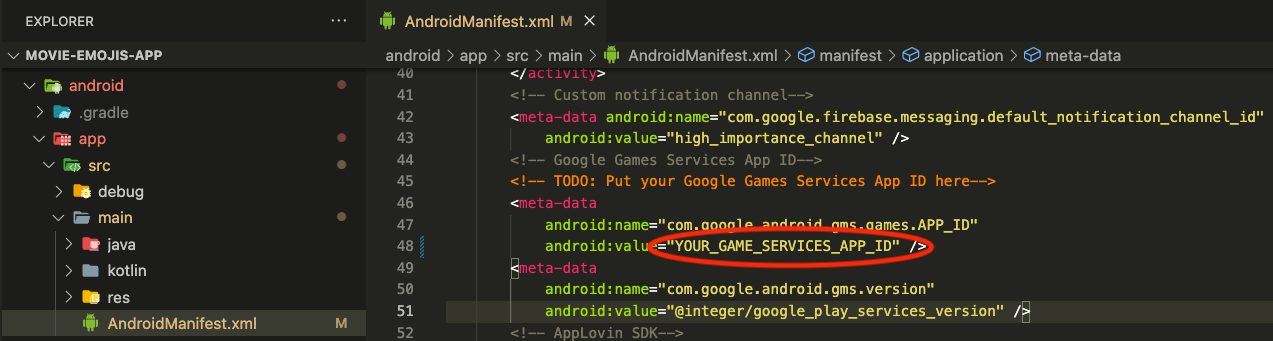 EXPLORER ···
AndroidManifest.xml M ×
MOVIE-EMOJIS-APP
android > app > src > main > AndroidManifest.xml > manifest > application > meta-data
android
.gradle
app
src
debug
main
java
kotlin
res
AndroidManifest.xml M
40 </activity>
41 <!-- Custom notification channel-->
42 <meta-data android:name="com.google.firebase.messaging.default_notification_channel_id"
43 android:value="high_importance_channel" />
44 <!-- Google Games Services App ID-->
45 <!-- TODO: Put your Google Games Services App ID here-->
46 <meta-data
47 android:name="com.google.android.gms.games.APP_ID"
48 android:value="YOUR_GAME_SERVICES_APP_ID" />
49 <meta-data
50 android:name="com.google.android.gms.version"
51 android:value="@integer/google_play_services_version" />
52 <!-- AppLovin SDK-->